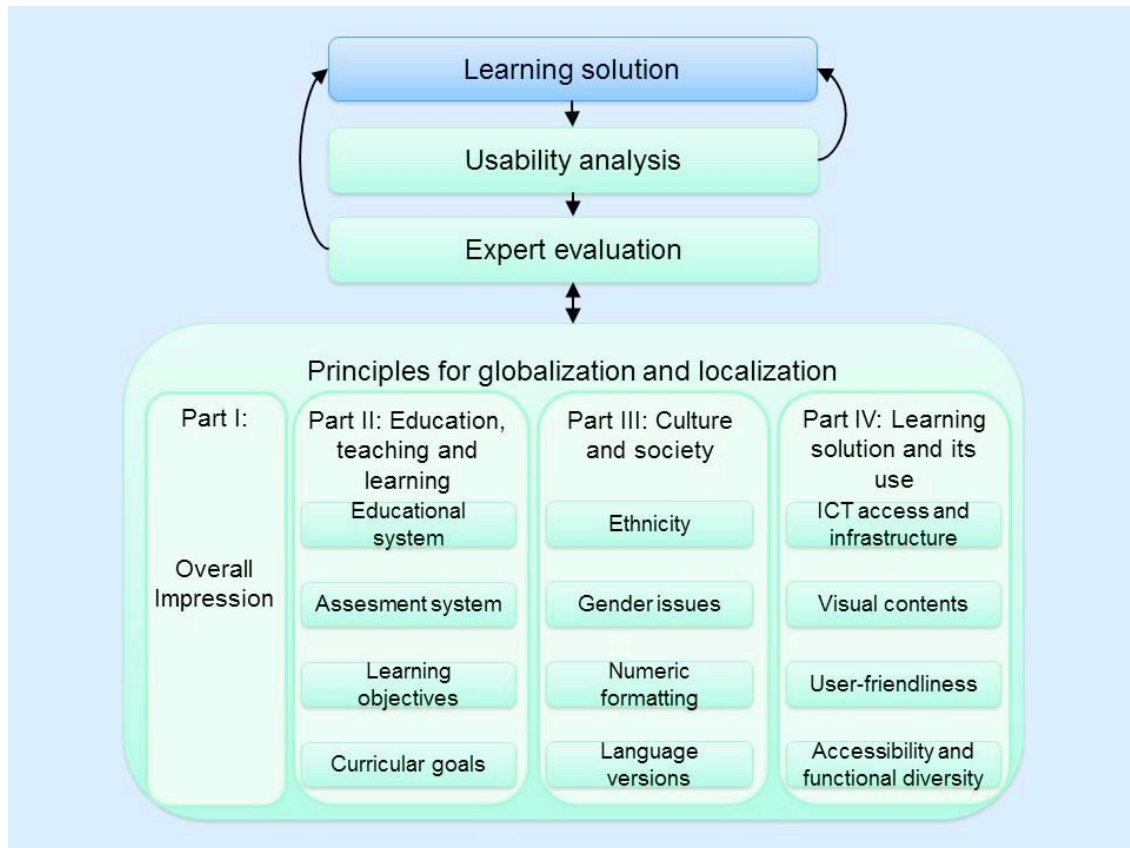 Learning solution
Usability analysis
Expert evaluation
Principles for globalization and localization
Part I:
Overall
Impression
Part II: Education,
teaching and
learning
Educational
system
Assesment system
Learning
objectives
Curricular goals
Part III: Culture
and society
Ethnicity
Gender issues
Numeric
formatting
Language
versions
Part IV: Learning
solution and its
use
ICT access and
infrastructure
Visual contents
User-friendliness
Accessibility and
functional diversity